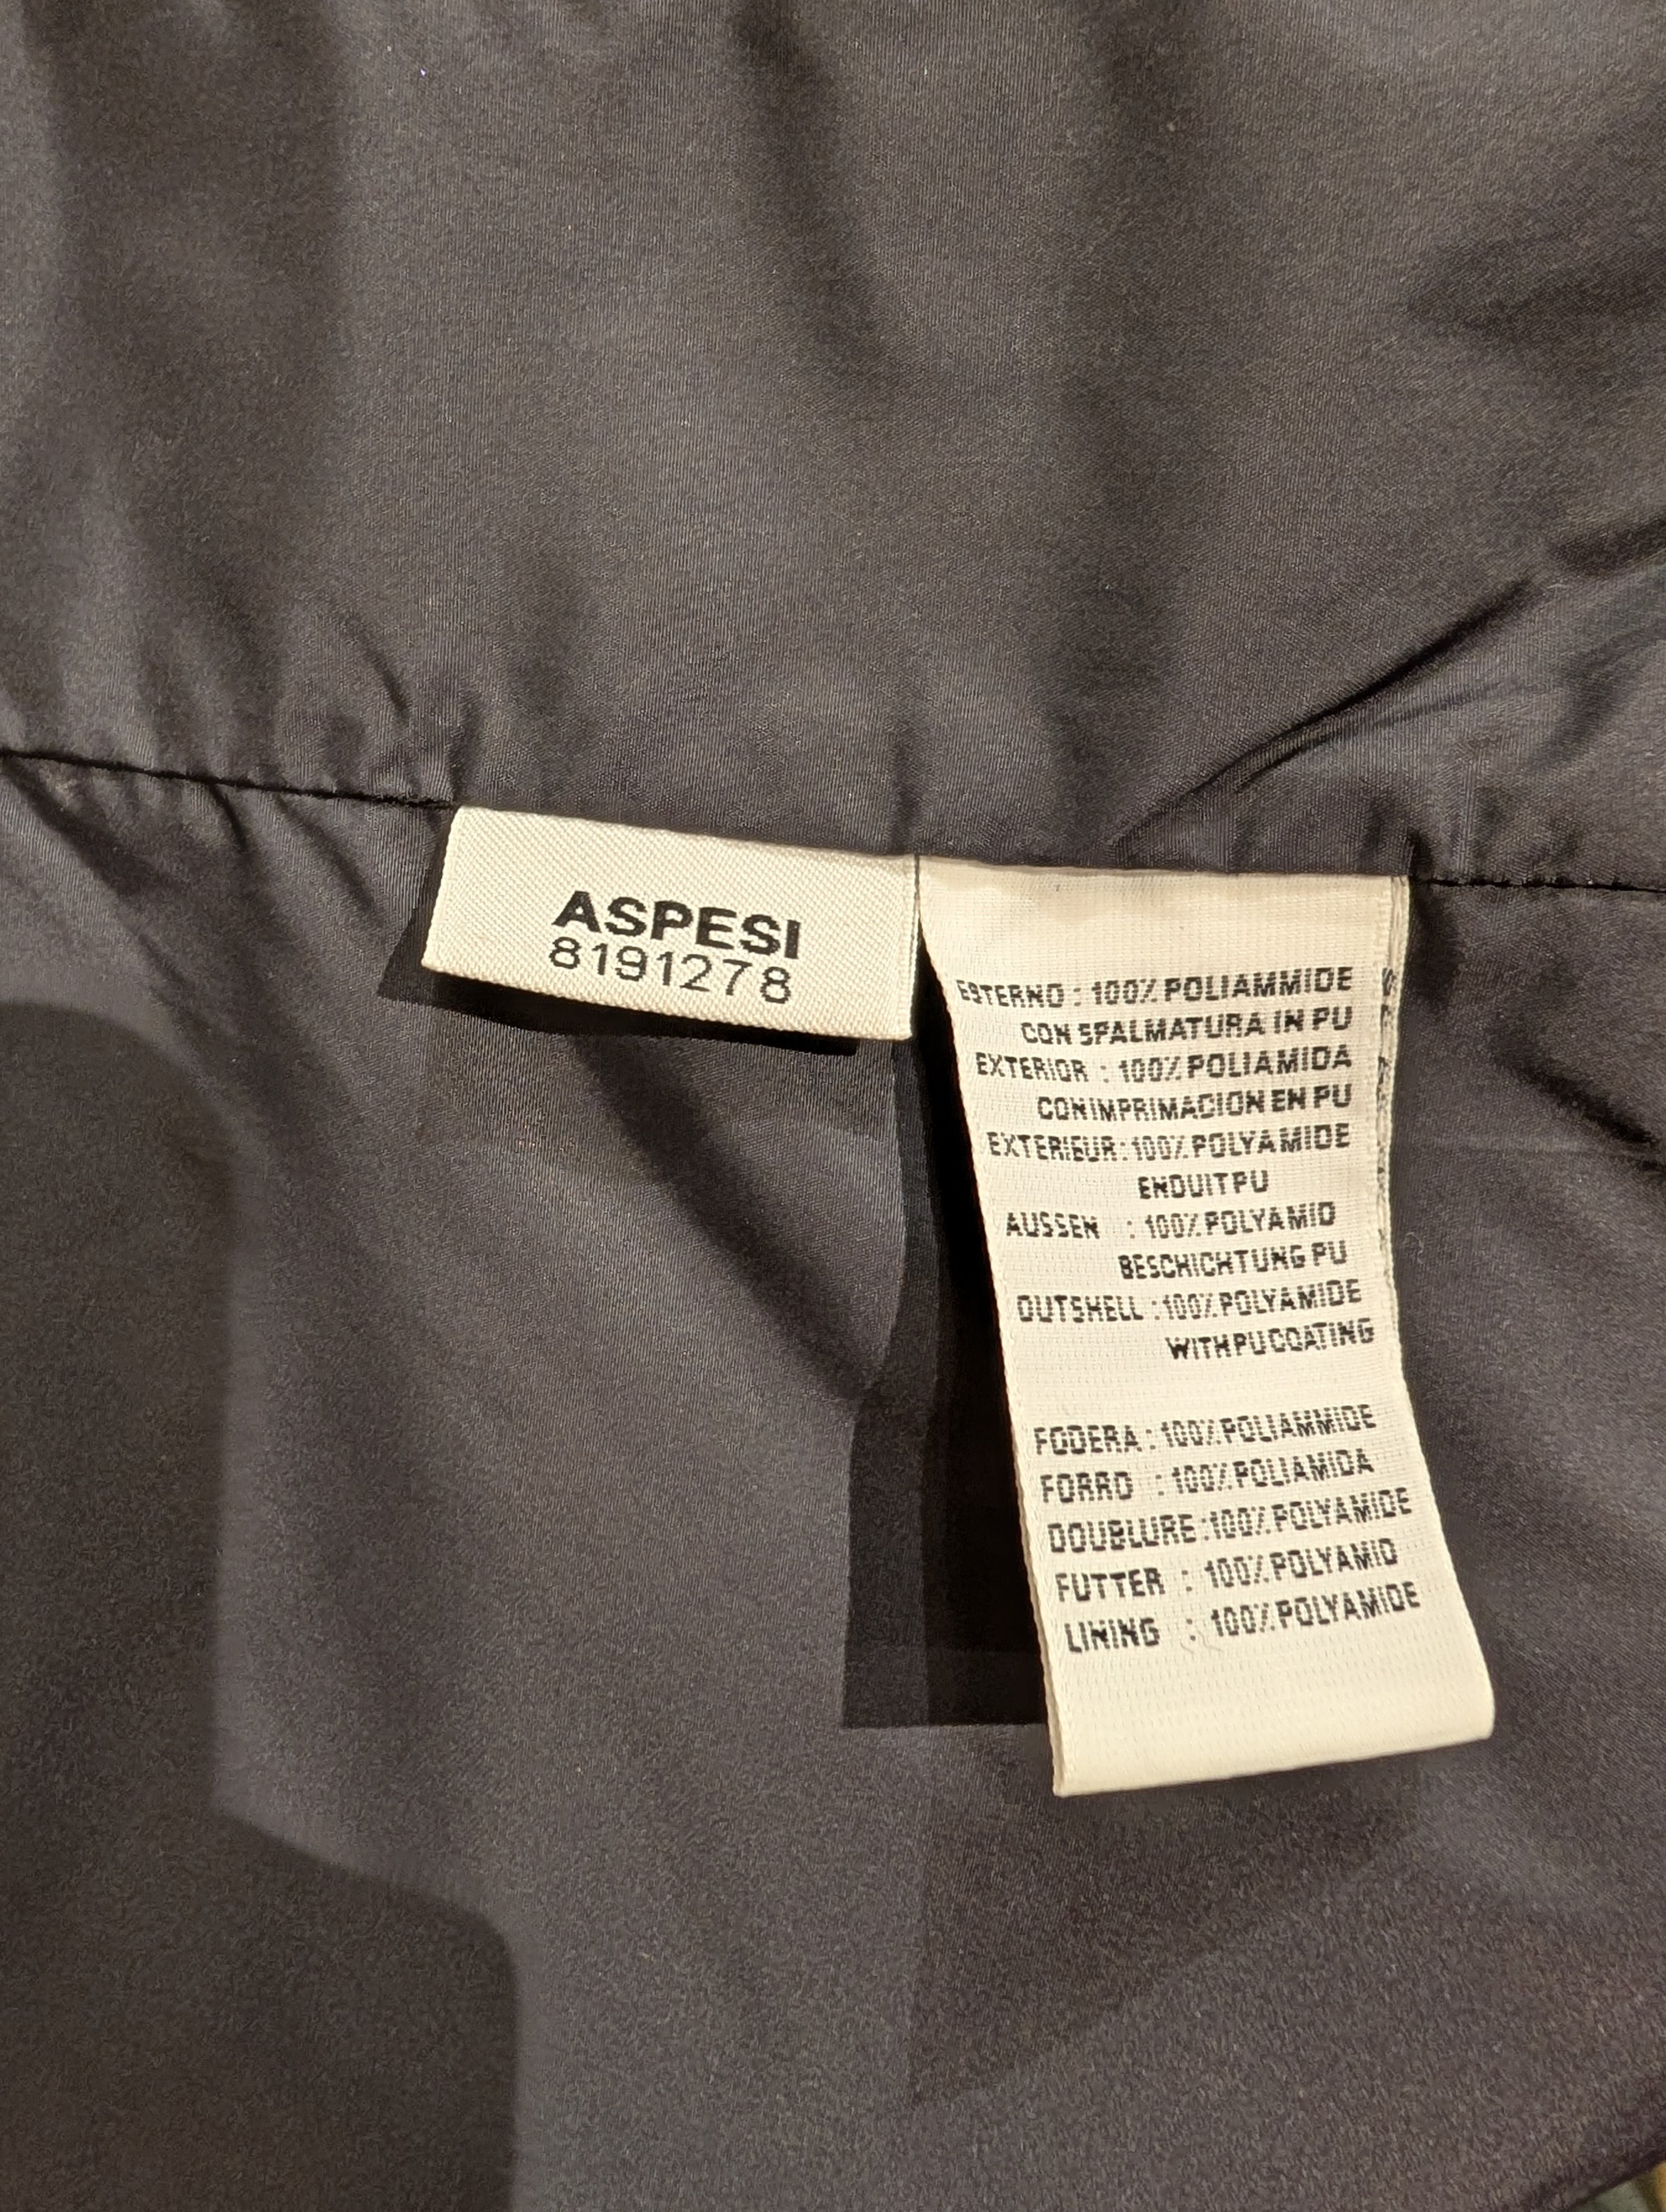 ASPESI
8191278
ESTERNO : 100% POLIAMMIDE
CON SPALMATURA IN PU
EXTERIOR : 100% POLIAMIDA
CON IMPRIMACION EN PU
EXTERIEUR : 100% POLYAMIDE
ENDUIT PU
AUSSEN : 100% POLYAMID
BESCHICHTUNG PU
OUTSHELL : 100% POLYAMIDE
WITH PU COATING
FODERA : 100% POLIAMMIDE
FORRO : 100% POLIAMIDA
DOUBLURE : 100% POLYAMIDE
FUTTER : 100% POLYAMID
LINING : 100% POLYAMIDE